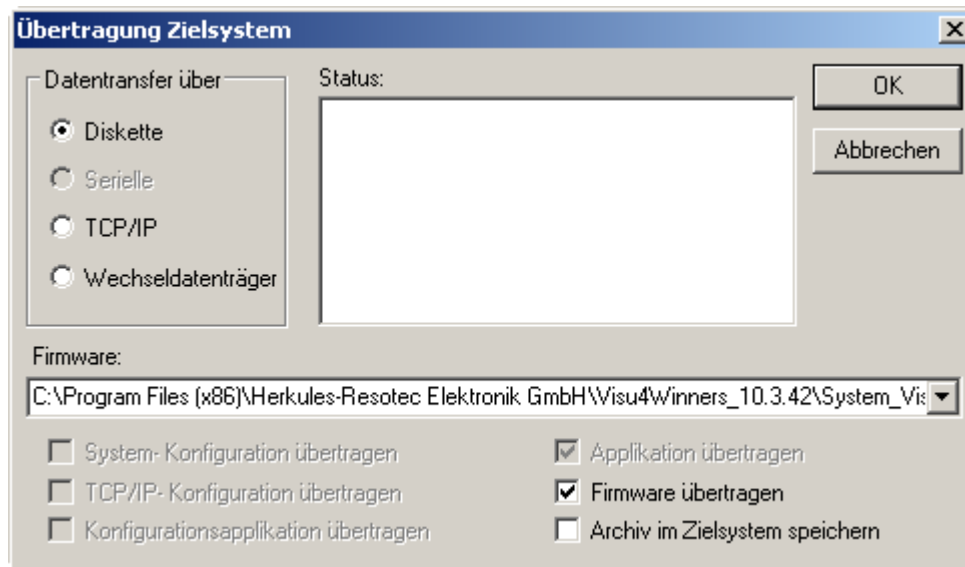 Übertragung Zielsystem
Datentransfer über
Diskette
Serielle
TCP/IP
Wechseldatenträger
Status:
OK
Abbrechen
Firmware:
C:\Program Files (x86)\Herkules-Resotec Elektronik GmbH\Visu4Winners_10.3.42\System_Vis
System- Konfiguration übertragen
TCP/IP- Konfiguration übertragen
Konfigurationsapplikation übertragen
Applikation übertragen
Firmware übertragen
Archiv im Zielsystem speichern